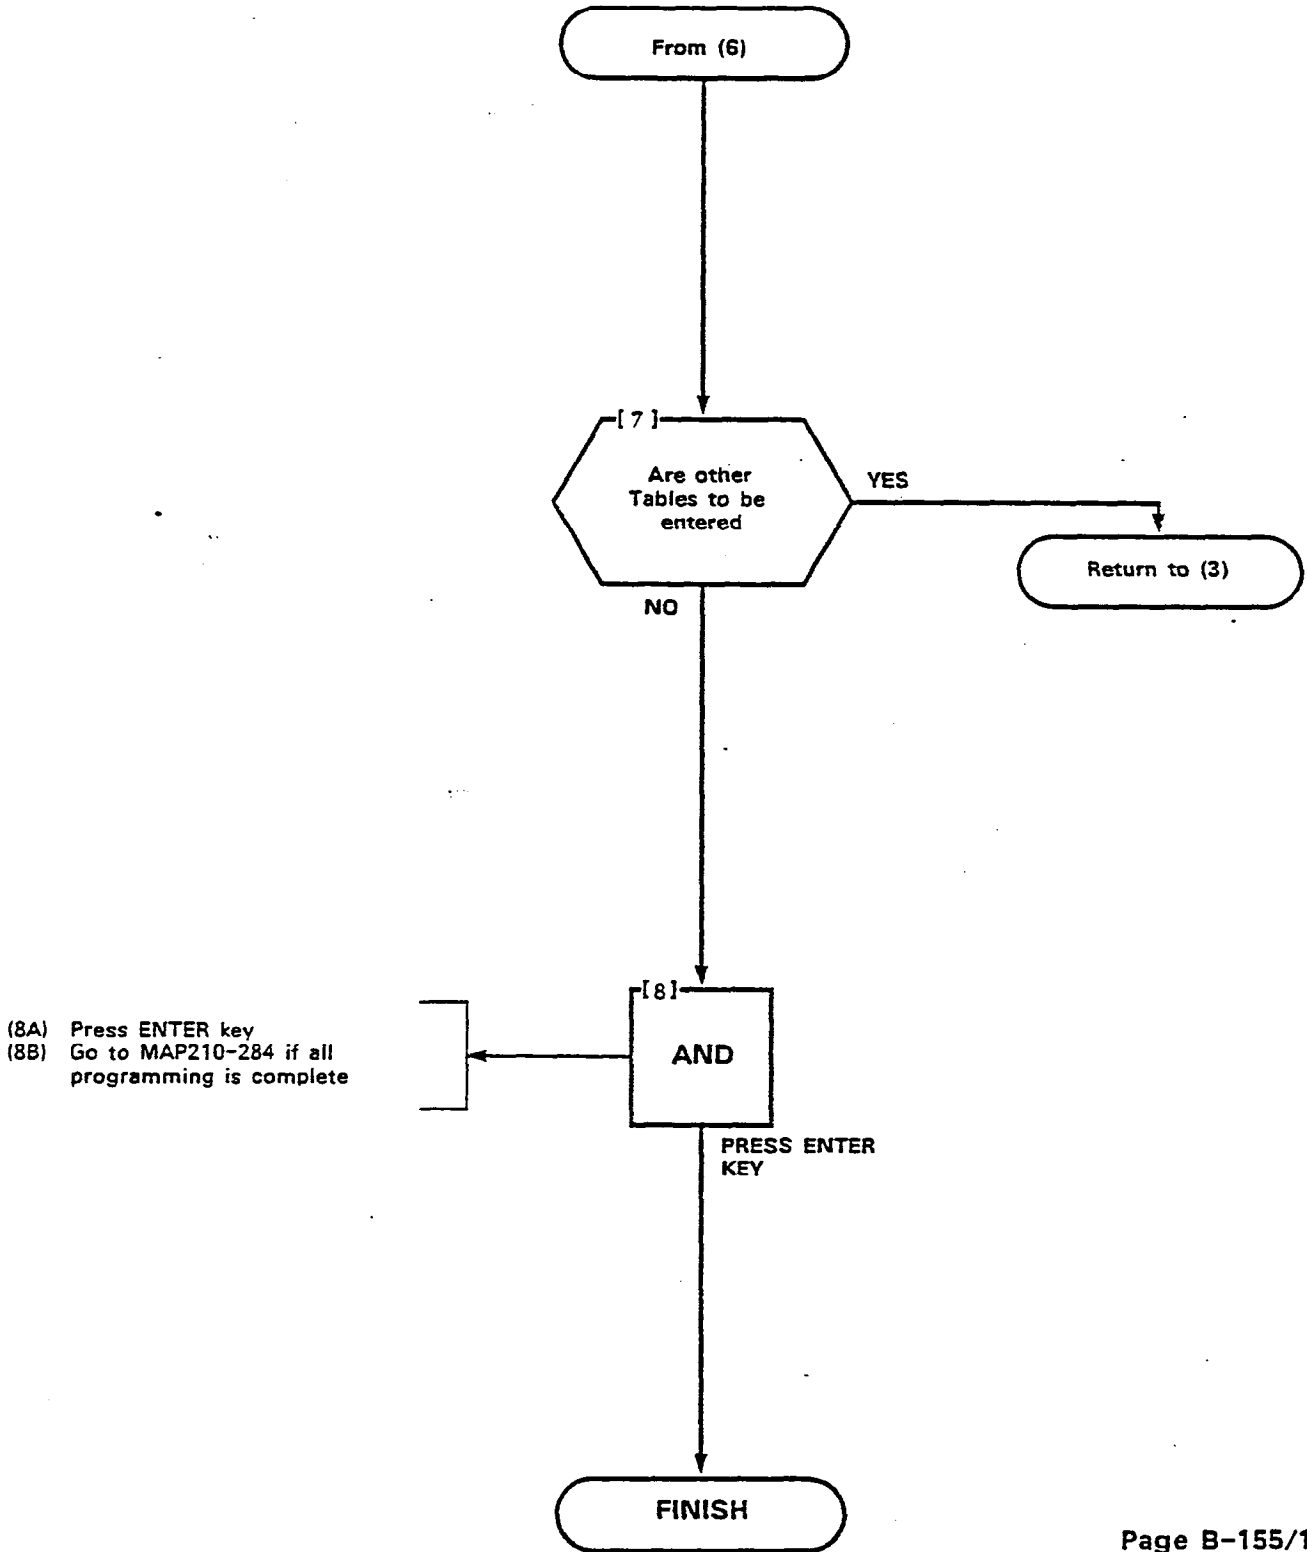 From (6)
[7]
Are other
Tables to be
entered
YES
Return to (3)
NO
[8]
AND
(8A) Press ENTER key
(8B) Go to MAP210-284 if all
programming is complete
PRESS ENTER
KEY
FINISH
Page B-155/1